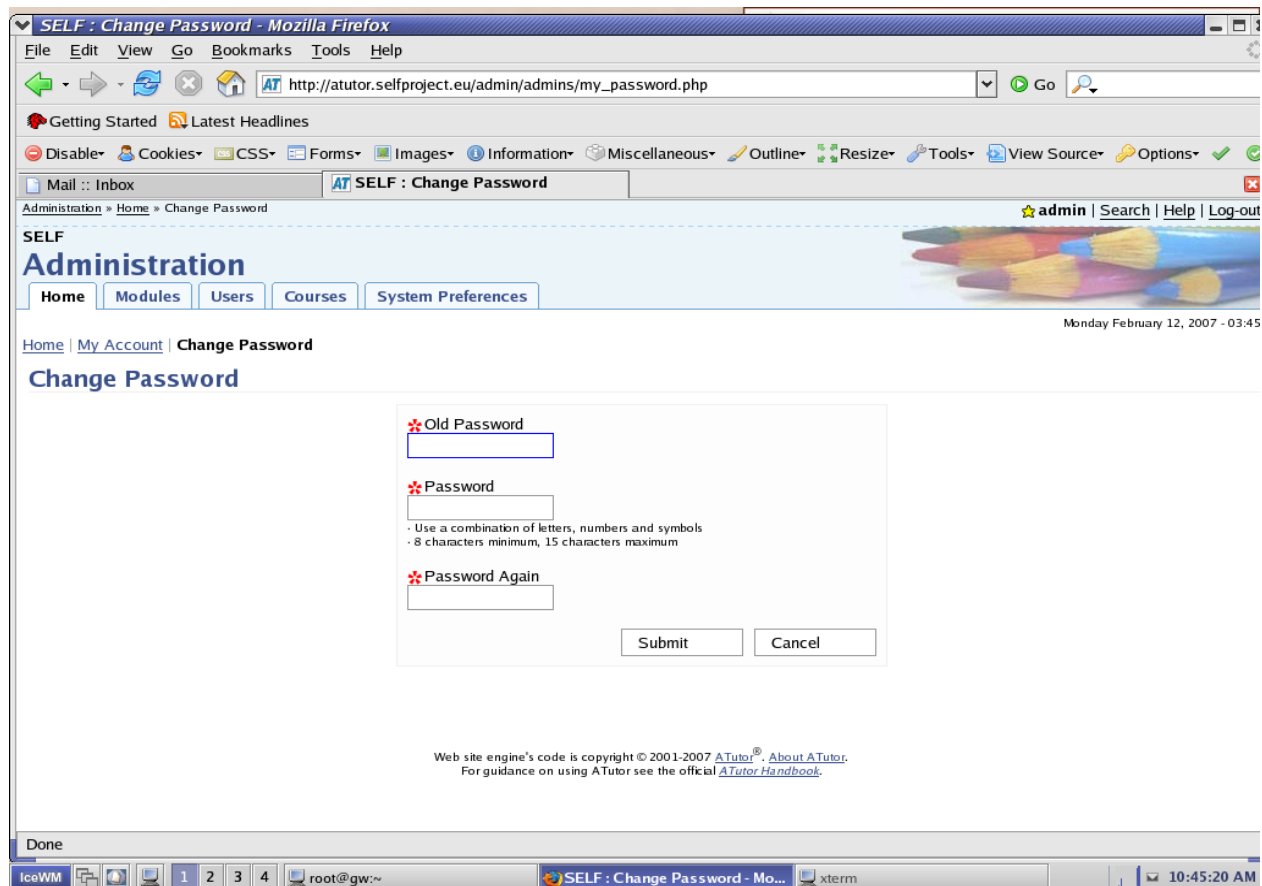 SELF : Change Password - Mozilla Firefox
File Edit View Go Bookmarks Tools Help
AT http://atutor.selfproject.eu/admin/admins/my_password.php Go
Getting Started Latest Headlines
Disable Cookies CSS Forms Images Information Miscellaneous Outline Resize Tools View Source Options
Mail :: Inbox AT SELF : Change Password
Administration » Home » Change Password admin | Search | Help | Log-out
SELF
Administration
Home Modules Users Courses System Preferences
Monday February 12, 2007 - 03:45
Home | My Account | Change Password
Change Password
* Old Password
* Password
· Use a combination of letters, numbers and symbols
· 8 characters minimum, 15 characters maximum
* Password Again
Submit Cancel
Web site engine's code is copyright © 2001-2007 ATutor®. About ATutor.
For guidance on using ATutor see the official ATutor Handbook.
Done
IceWM 1 2 3 4 root@gw:~ SELF : Change Password - Mo... xterm 10:45:20 AM